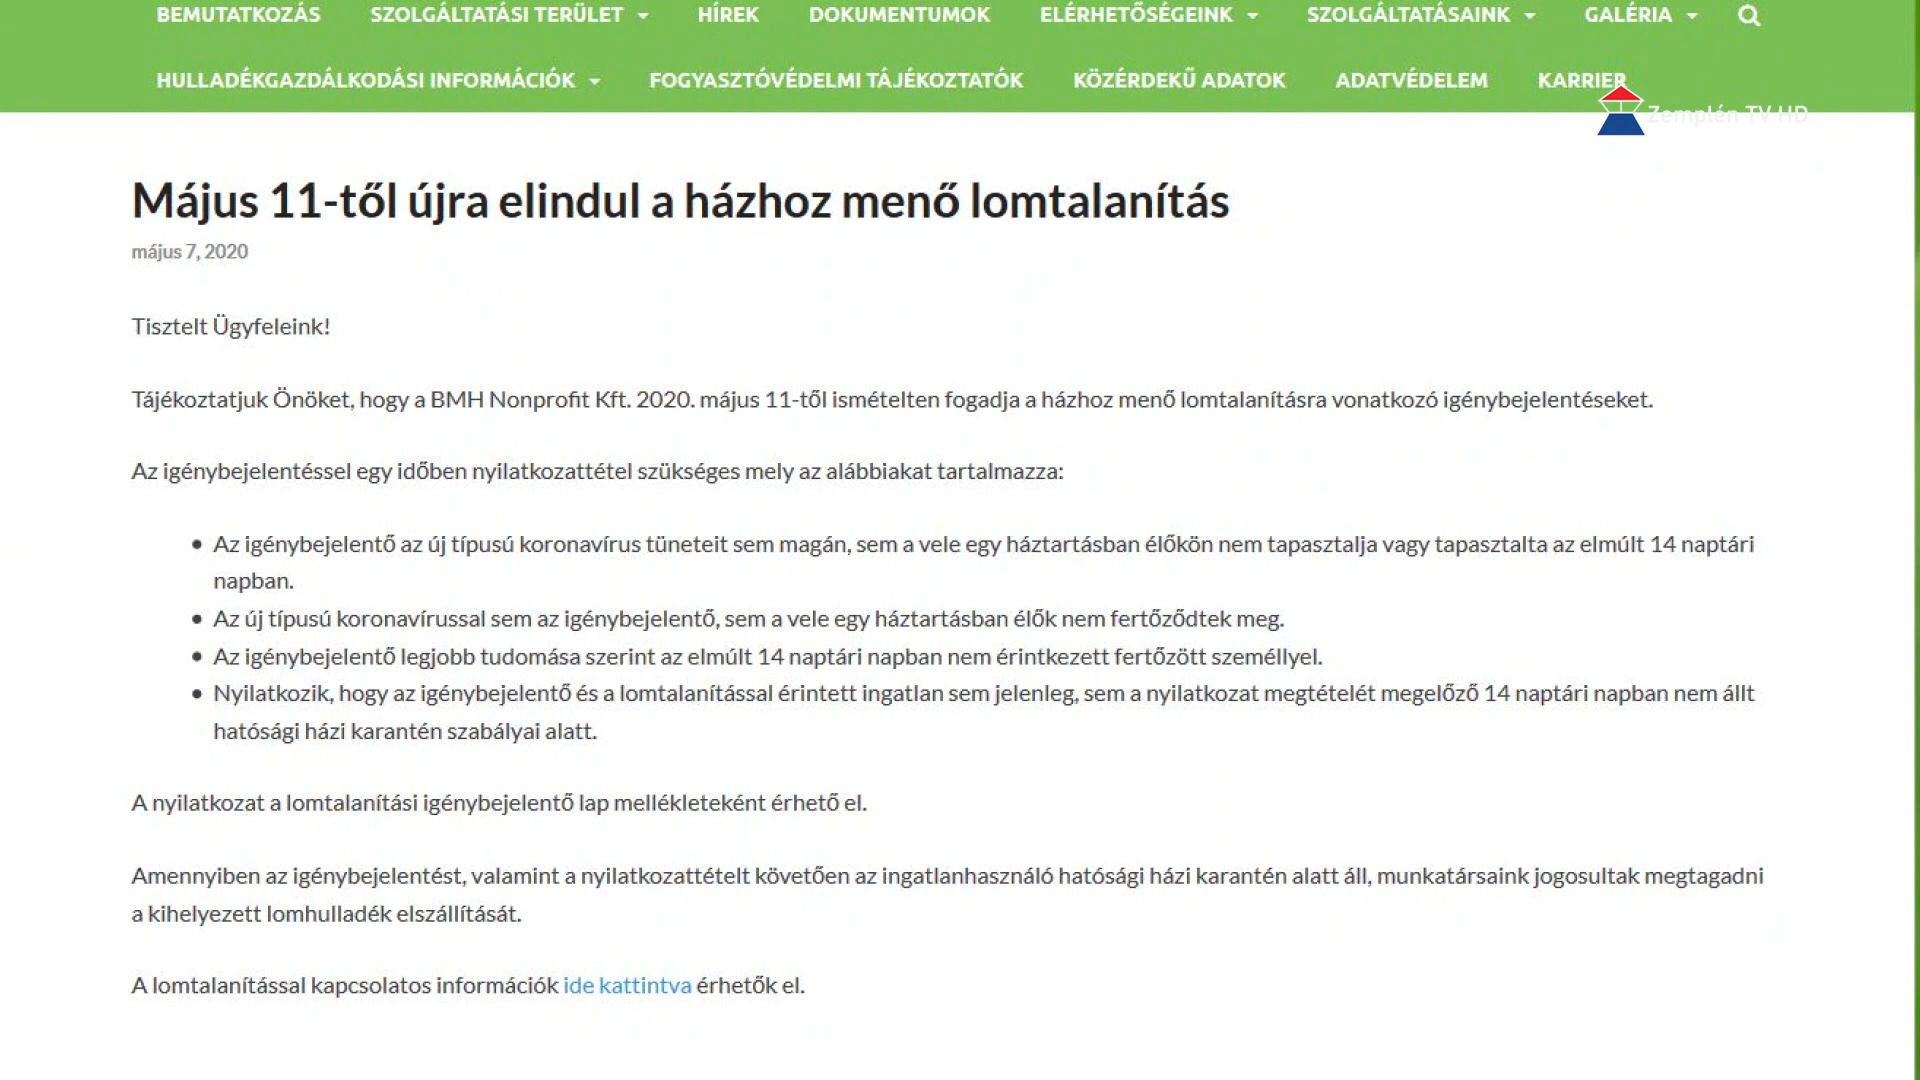 BEMUTATKOZÁS SZOLGÁLTATÁSI TERÜLET HÍREK DOKUMENTUMOK ELÉRHETŐSÉGEINK SZOLGÁLTATÁSAINK GALÉRIA
HULLADÉKGAZDÁLKODÁSI INFORMÁCIÓK FOGYASZTÓVÉDELMI TÁJÉKOZTATÓK KÖZÉRDEKŰ ADATOK ADATVÉDELEM KARRIER
Zemplén TV HD
Május 11-től újra elindul a házhoz menő lomtalanítás
május 7, 2020
Tisztelt Ügyfeleink!
Tájékoztatjuk Önöket, hogy a BMH Nonprofit Kft. 2020. május 11-től ismételten fogadja a házhoz menő lomtalanításra vonatkozó igénybejelentéseket.
Az igénybejelentéssel egy időben nyilatkozattétel szükséges mely az alábbiakat tartalmazza:
• Az igénybejelentő az új típusú koronavírus tüneteit sem magán, sem a vele egy háztartásban élőkön nem tapasztalja vagy tapasztalta az elmúlt 14 naptári
napban.
• Az új típusú koronavírussal sem az igénybejelentő, sem a vele egy háztartásban élők nem fertőződtek meg.
• Az igénybejelentő legjobb tudomása szerint az elmúlt 14 naptári napban nem érintkezett fertőzött személlyel.
• Nyilatkozik, hogy az igénybejelentő és a lomtalanítással érintett ingatlan sem jelenleg, sem a nyilatkozat megtételét megelőző 14 naptári napban nem állt
hatósági házi karantén szabályai alatt.
A nyilatkozat a lomtalanítási igénybejelentő lap mellékleteként érhető el.
Amennyiben az igénybejelentést, valamint a nyilatkozattételt követően az ingatlanhasználó hatósági házi karantén alatt áll, munkatársaink jogosultak megtagadni
a kihelyezett lomhulladék elszállítását.
A lomtalanítással kapcsolatos információk ide kattintva érhetők el.